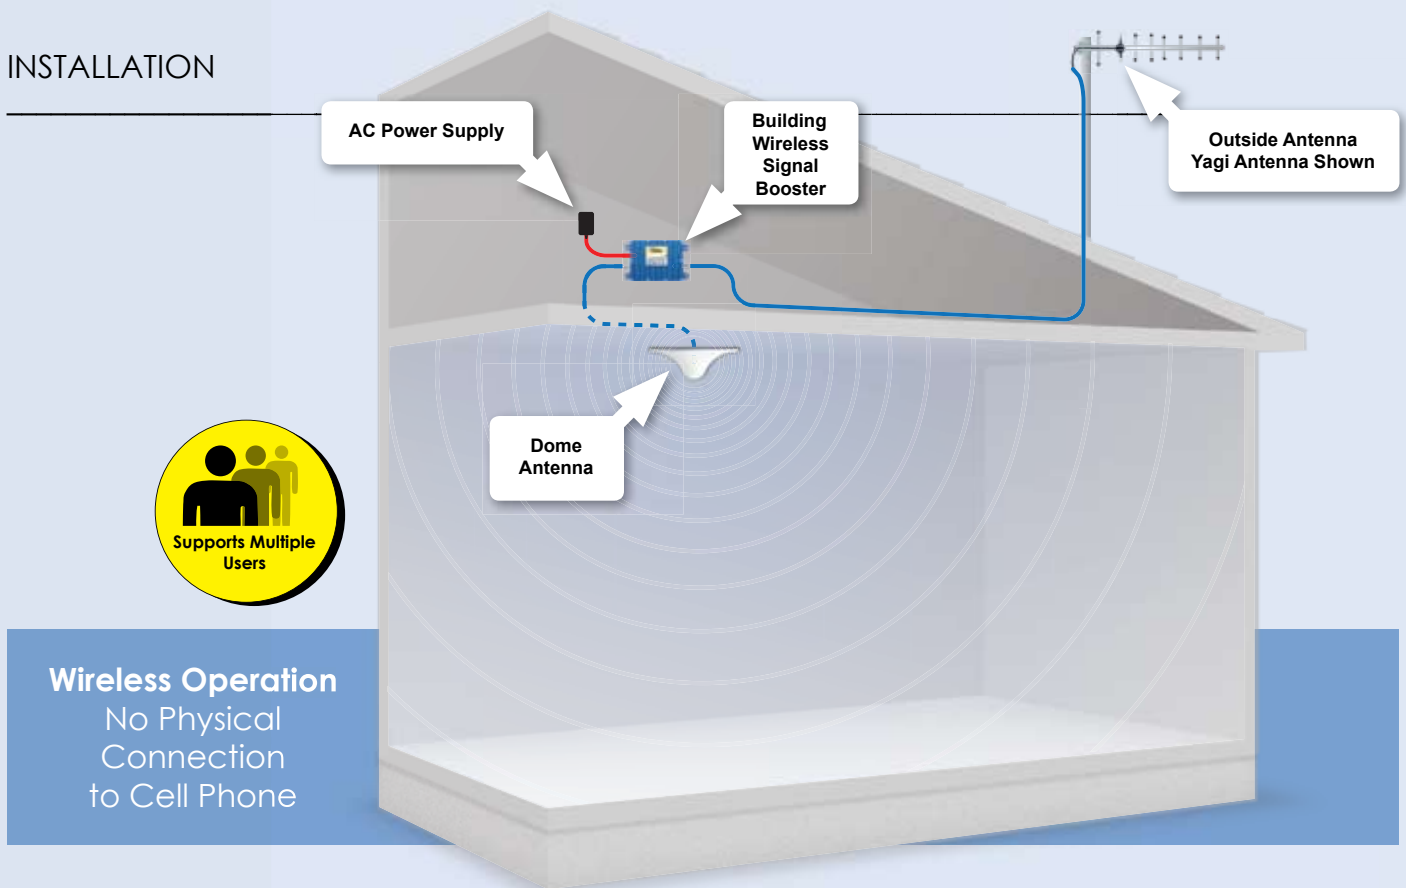 INSTALLATION
AC Power Supply
Building
Wireless
Signal
Booster
Outside Antenna
Yagi Antenna Shown
Dome
Antenna
Supports Multiple
Users
Wireless Operation
No Physical
Connection
to Cell Phone